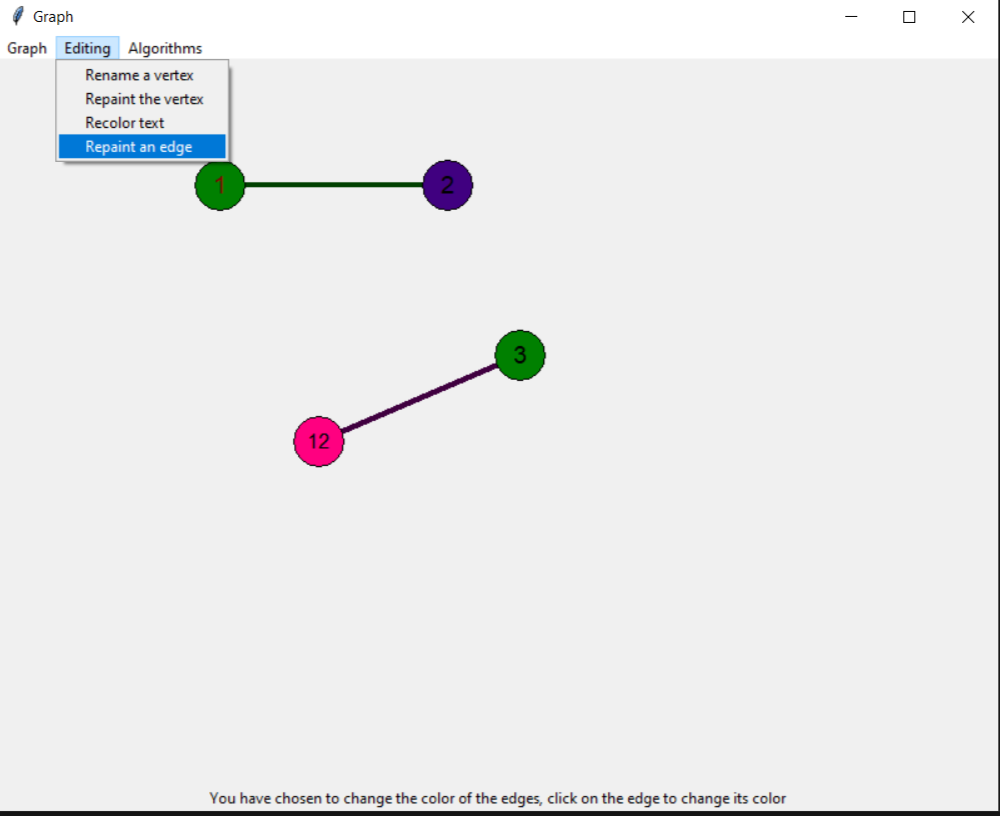 Graph
Graph Editing Algorithms
Rename a vertex
Repaint the vertex
Recolor text
Repaint an edge
1 2
3
12
You have chosen to change the color of the edges, click on the edge to change its color